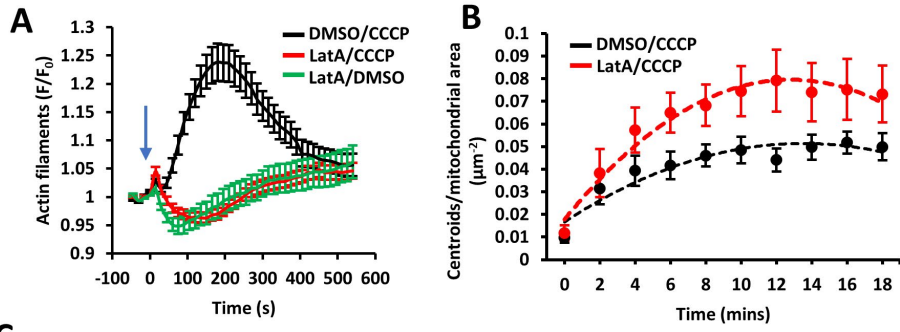 A
1.3
1.25
1.2
1.15
1.1
1.05
1
0.95
0.9
Actin filaments (F/F0)
DMSO/CCCP
LatA/CCCP
LatA/DMSO
-100 0 100 200 300 400 500 600
Time (s)
B
0.1
0.09
0.08
0.07
0.06
0.05
0.04
0.03
0.02
0.01
0
Centroids/mitochondrial area
(µm⁻²)
DMSO/CCCP
LatA/CCCP
0 2 4 6 8 10 12 14 16 18
Time (mins)